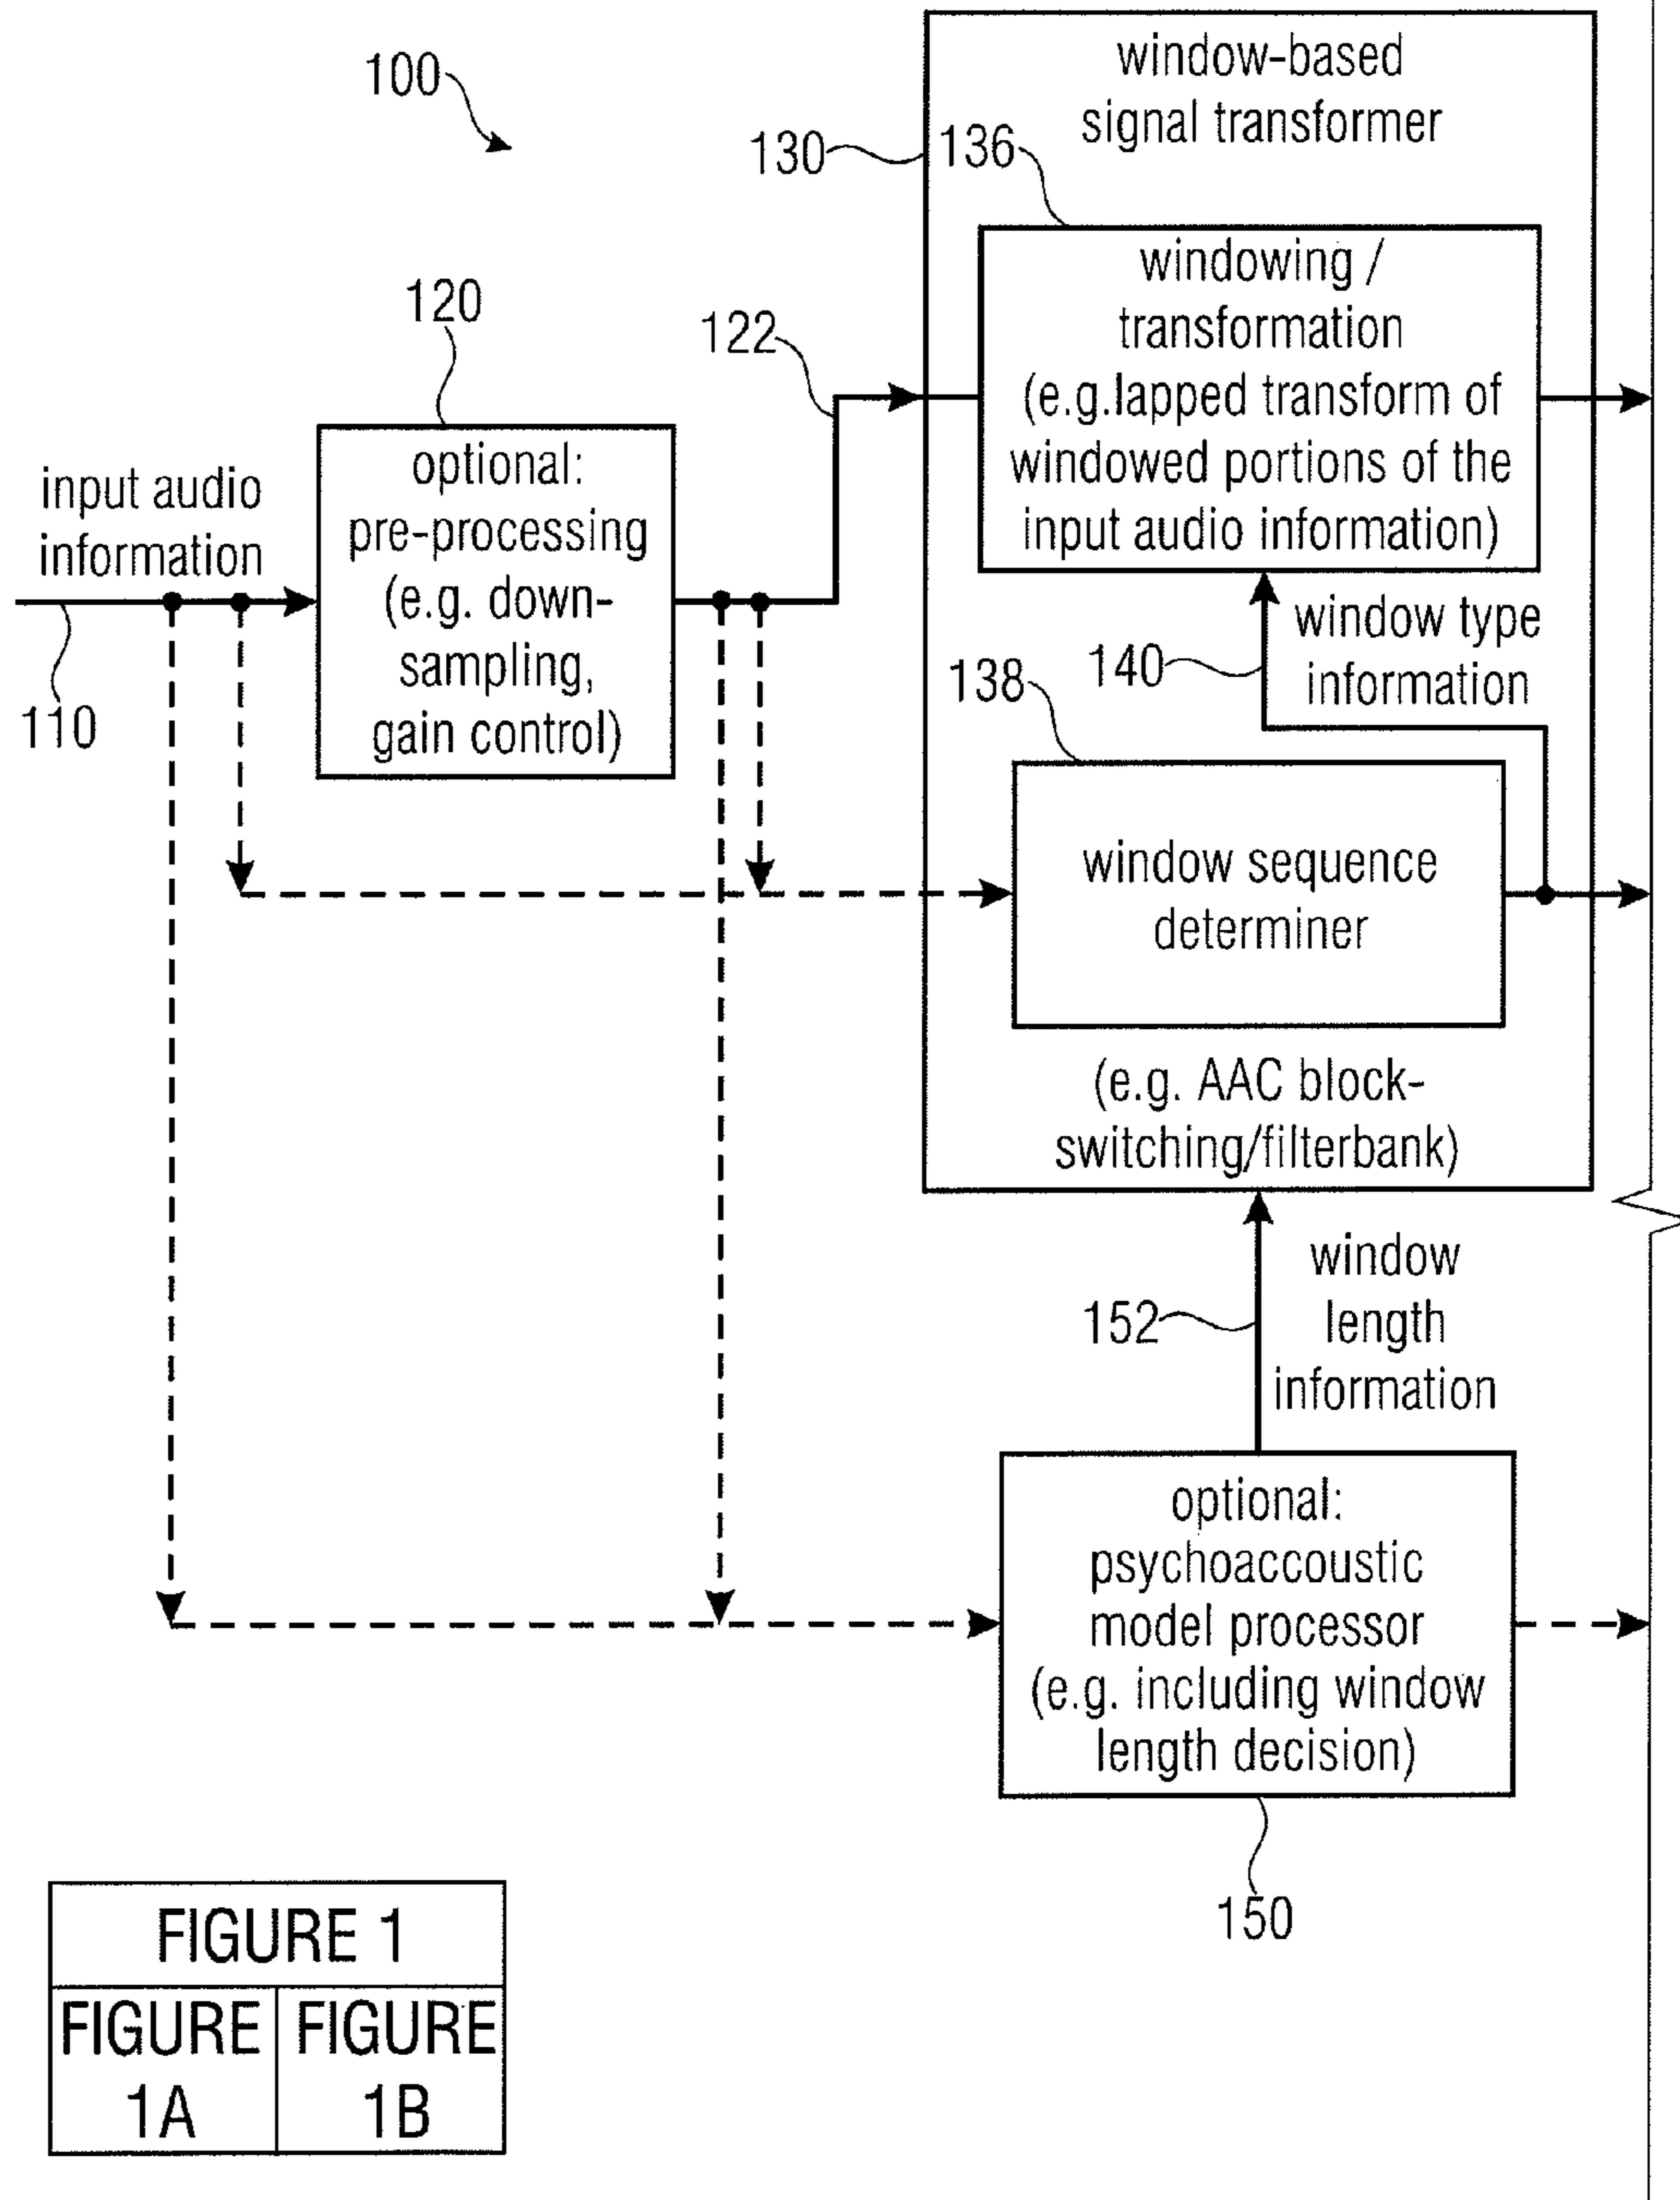 100
window-based
signal transformer
130
136
windowing /
transformation
(e.g.lapped transform of
windowed portions of the
input audio information)
120
122
optional:
pre-processing
(e.g. down-
sampling,
gain control)
input audio
information
110
window type
information
140
138
window sequence
determiner
(e.g. AAC block-
switching/filterbank)
window
length
information
152
optional:
psychoaccoustic
model processor
(e.g. including window
length decision)
150
FIGURE 1
FIGURE
1A
FIGURE
1B